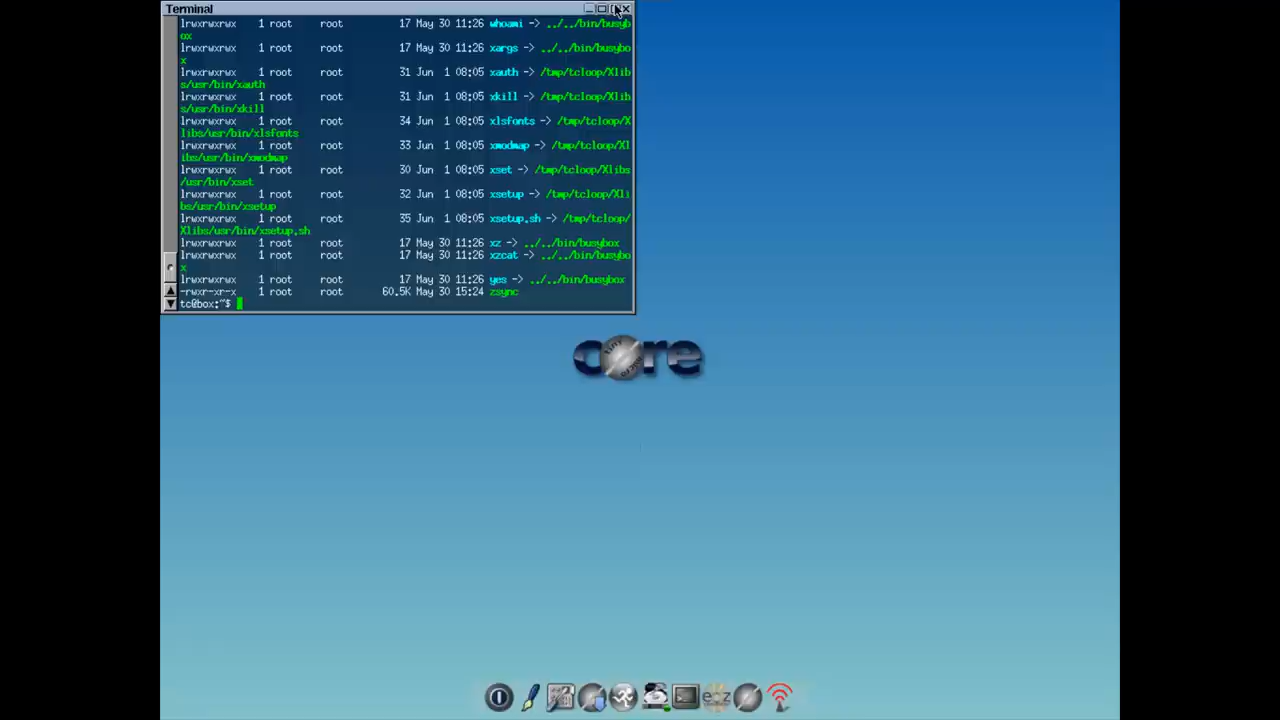 Terminal
lrwxrwxrwx 1 root root 17 May 30 11:26 whoami -> ../../bin/busyb
ox
lrwxrwxrwx 1 root root 17 May 30 11:26 xargs -> ../../bin/busybo
x
lrwxrwxrwx 1 root root 31 Jun 1 08:05 xauth -> /tmp/tcloop/Xlib
s/usr/bin/xauth
lrwxrwxrwx 1 root root 31 Jun 1 08:05 xkill -> /tmp/tcloop/Xlib
s/usr/bin/xkill
lrwxrwxrwx 1 root root 34 Jun 1 08:05 xlsfonts -> /tmp/tcloop/X
libs/usr/bin/xlsfonts
lrwxrwxrwx 1 root root 33 Jun 1 08:05 xmodmap -> /tmp/tcloop/Xl
ibs/usr/bin/xmodmap
lrwxrwxrwx 1 root root 30 Jun 1 08:05 xset -> /tmp/tcloop/Xlibs
/usr/bin/xset
lrwxrwxrwx 1 root root 32 Jun 1 08:05 xsetup -> /tmp/tcloop/Xli
bs/usr/bin/xsetup
lrwxrwxrwx 1 root root 35 Jun 1 08:05 xsetup.sh -> /tmp/tcloop/
Xlibs/usr/bin/xsetup.sh
lrwxrwxrwx 1 root root 17 May 30 11:26 xz -> ../../bin/busybox
lrwxrwxrwx 1 root root 17 May 30 11:26 xzcat -> ../../bin/busybo
x
lrwxrwxrwx 1 root root 17 May 30 11:26 yes -> ../../bin/busybox
-rwxr-xr-x 1 root root 60.5K May 30 15:24 zsync
tc@box:~$
core
tiny
micro
ezz